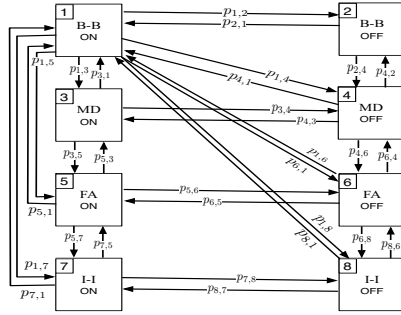 1
B-B
ON
p1,2
p2,1
2
B-B
OFF
p1,5
p1,3
p3,1
p1,4
p4,1
p2,4
p4,2
3
MD
ON
p3,4
p4,3
4
MD
OFF
p3,5
p5,3
p1,6
p6,1
p4,6
p6,4
5
FA
ON
p5,6
p6,5
6
FA
OFF
p5,1
p5,7
p7,5
p1,8
p8,1
p6,8
p8,6
p1,7
p7,1
7
I-I
ON
p7,8
p8,7
8
I-I
OFF